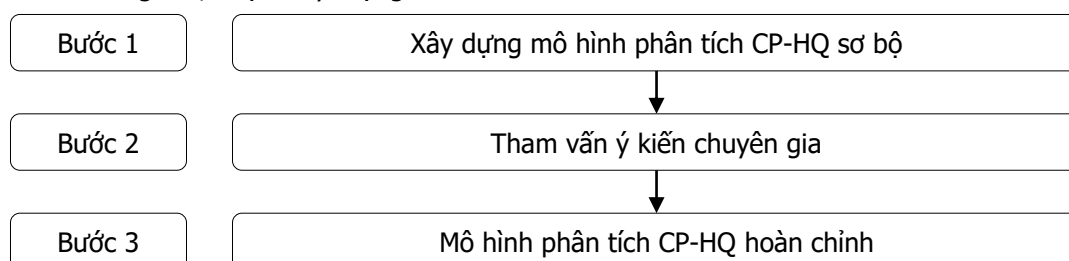 Bước 1
Xây dựng mô hình phân tích CP-HQ sơ bộ
Bước 2
Tham vấn ý kiến chuyên gia
Bước 3
Mô hình phân tích CP-HQ hoàn chỉnh